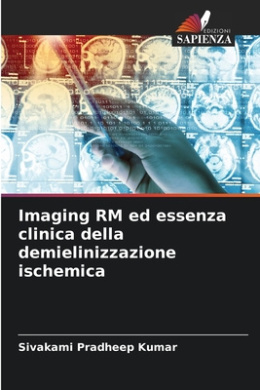 EDIZIONI
SAPIENZA
Imaging RM ed essenza
clinica della
demielinizzazione
ischemica
Sivakami Pradheep Kumar